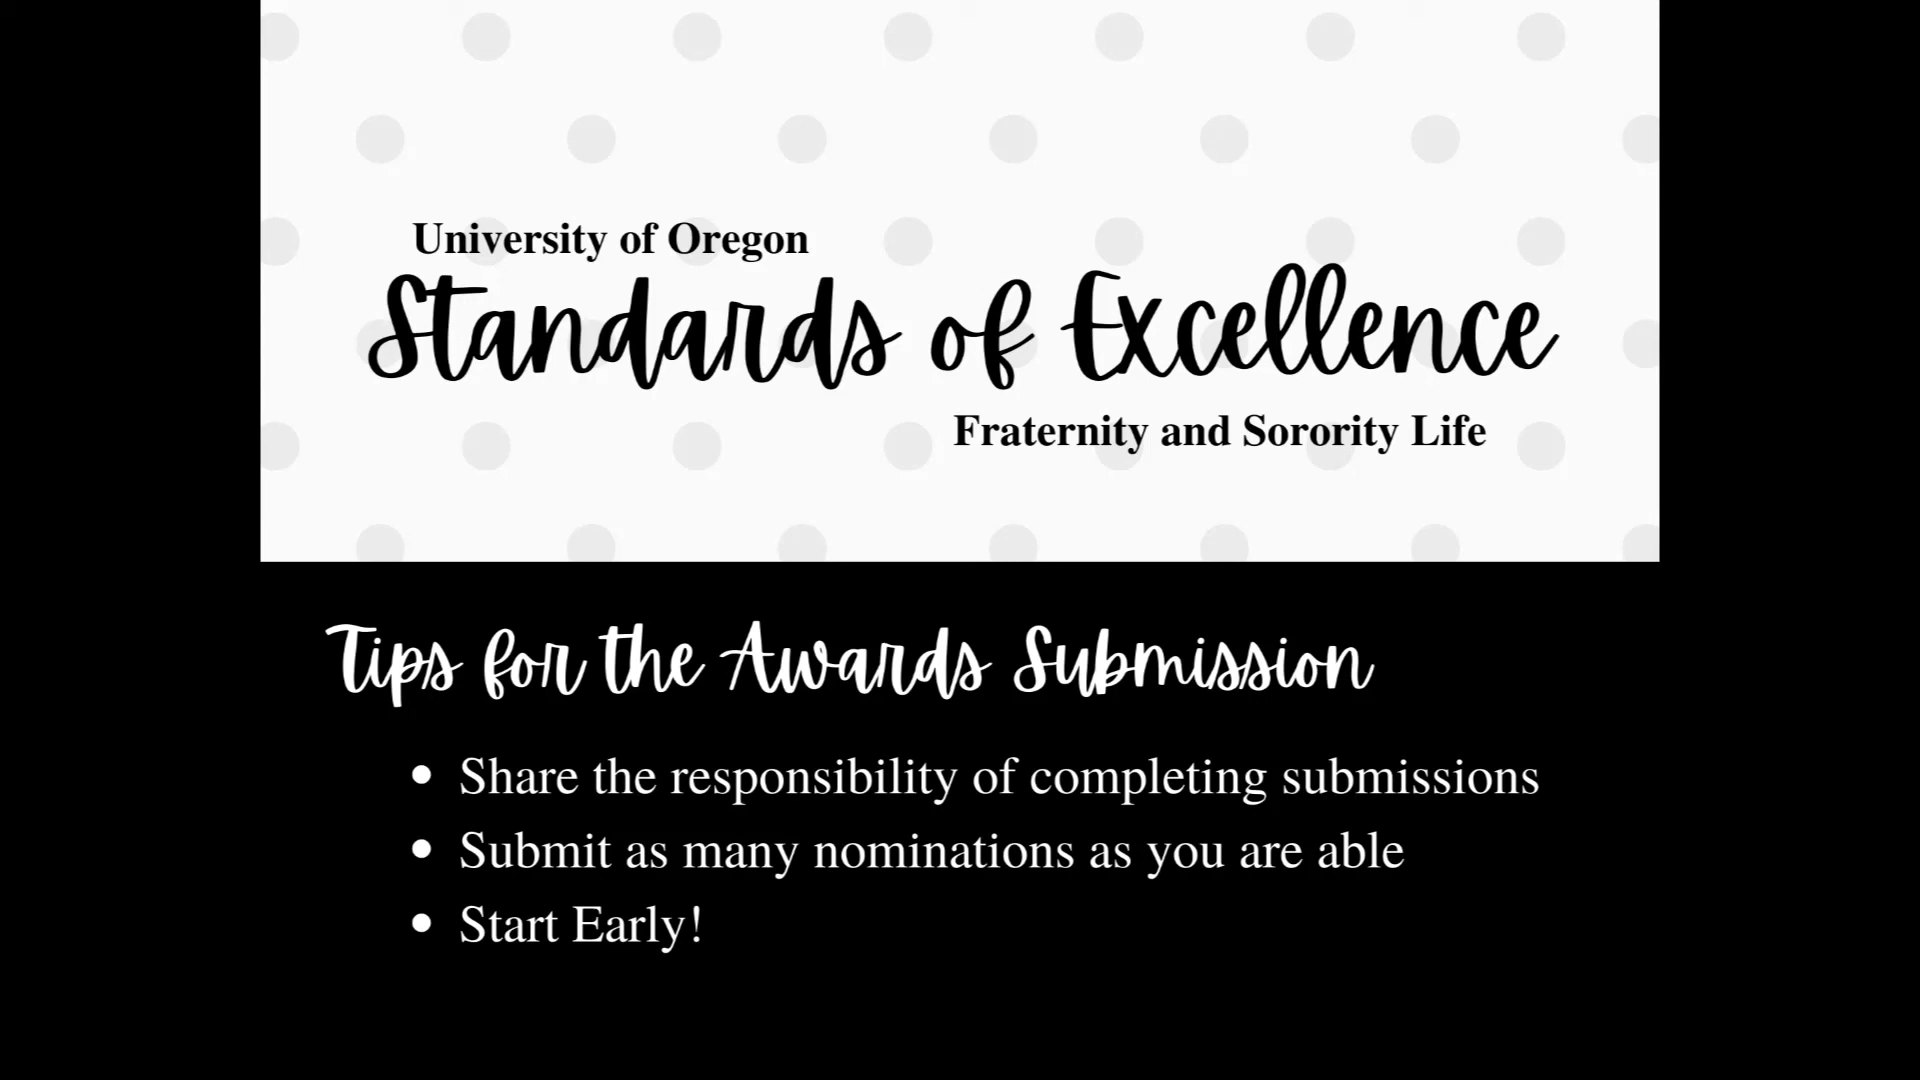 University of Oregon
Standards of Excellence
Fraternity and Sorority Life
Tips for the Awards Submission
• Share the responsibility of completing submissions
• Submit as many nominations as you are able
• Start Early!